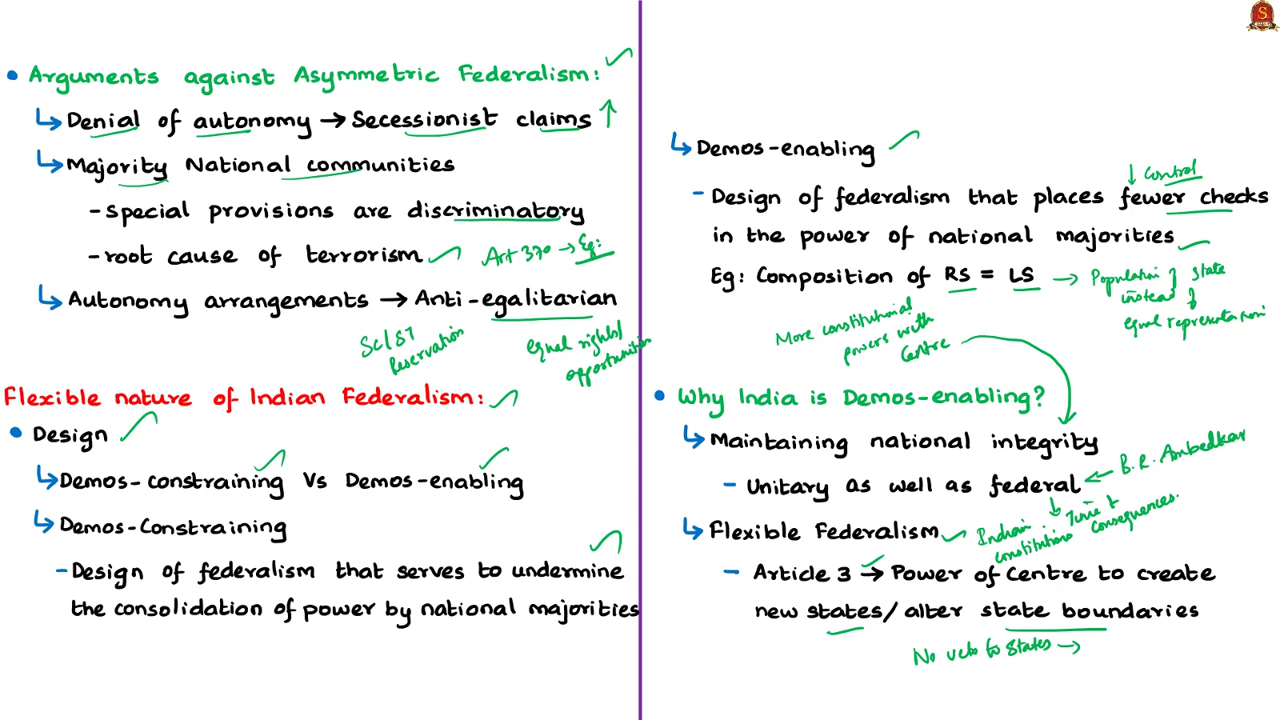 • Arguments against Asymmetric Federalism:
↳ Denial of autonomy → Secessionist claims ↑
↳ Majority National communities
- special provisions are discriminatory
- root cause of terrorism
Art 370 → Eg:
↳ Autonomy arrangements → Anti-egalitarian
SC/ST
Reservation
equal rights/
opportunities
Flexible nature of Indian Federalism:
• Design
↳ Demos-constraining Vs Demos-enabling
↳ Demos-Constraining
- Design of federalism that serves to undermine
the consolidation of power by national majorities
↳ Demos-enabling
↓ Control
- Design of federalism that places fewer checks
in the power of national majorities
Eg: Composition of RS = LS →
Population of state
instead of
equal representation
More constitutional
powers with
Centre
• Why India is Demos-enabling?
↳ Maintaining national integrity
- Unitary as well as federal
← B.R. Ambedkar
↳ Flexible Federalism
Indian
constitution
Time &
consequences.
- Article 3 → Power of Centre to create
new states/alter state boundaries
No veto to states →
S